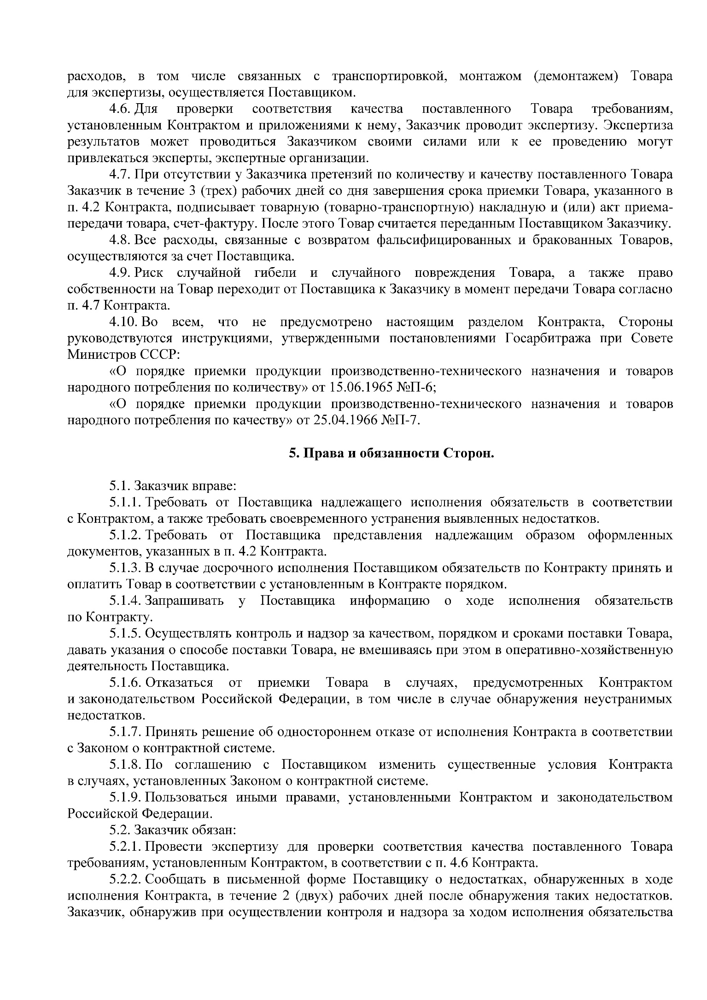 расходов, в том числе связанных с транспортировкой, монтажом (демонтажем) Товара
для экспертизы, осуществляется Поставщиком.
4.6. Для проверки соответствия качества поставленного Товара требованиям,
установленным Контрактом и приложениями к нему, Заказчик проводит экспертизу. Экспертиза
результатов может проводиться Заказчиком своими силами или к ее проведению могут
привлекаться эксперты, экспертные организации.
4.7. При отсутствии у Заказчика претензий по количеству и качеству поставленного Товара
Заказчик в течение 3 (трех) рабочих дней со дня завершения срока приемки Товара, указанного в
п. 4.2 Контракта, подписывает товарную (товарно-транспортную) накладную и (или) акт приема-
передачи товара, счет-фактуру. После этого Товар считается переданным Поставщиком Заказчику.
4.8. Все расходы, связанные с возвратом фальсифицированных и бракованных Товаров,
осуществляются за счет Поставщика.
4.9. Риск случайной гибели и случайного повреждения Товара, а также право
собственности на Товар переходит от Поставщика к Заказчику в момент передачи Товара согласно
п. 4.7 Контракта.
4.10. Во всем, что не предусмотрено настоящим разделом Контракта, Стороны
руководствуются инструкциями, утвержденными постановлениями Госарбитража при Совете
Министров СССР:
«О порядке приемки продукции производственно-технического назначения и товаров
народного потребления по количеству» от 15.06.1965 №П-6;
«О порядке приемки продукции производственно-технического назначения и товаров
народного потребления по качеству» от 25.04.1966 №П-7.
5. Права и обязанности Сторон.
5.1. Заказчик вправе:
5.1.1. Требовать от Поставщика надлежащего исполнения обязательств в соответствии
с Контрактом, а также требовать своевременного устранения выявленных недостатков.
5.1.2. Требовать от Поставщика представления надлежащим образом оформленных
документов, указанных в п. 4.2 Контракта.
5.1.3. В случае досрочного исполнения Поставщиком обязательств по Контракту принять и
оплатить Товар в соответствии с установленным в Контракте порядком.
5.1.4. Запрашивать у Поставщика информацию о ходе исполнения обязательств
по Контракту.
5.1.5. Осуществлять контроль и надзор за качеством, порядком и сроками поставки Товара,
давать указания о способе поставки Товара, не вмешиваясь при этом в оперативно-хозяйственную
деятельность Поставщика.
5.1.6. Отказаться от приемки Товара в случаях, предусмотренных Контрактом
и законодательством Российской Федерации, в том числе в случае обнаружения неустранимых
недостатков.
5.1.7. Принять решение об одностороннем отказе от исполнения Контракта в соответствии
с Законом о контрактной системе.
5.1.8. По соглашению с Поставщиком изменить существенные условия Контракта
в случаях, установленных Законом о контрактной системе.
5.1.9. Пользоваться иными правами, установленными Контрактом и законодательством
Российской Федерации.
5.2. Заказчик обязан:
5.2.1. Провести экспертизу для проверки соответствия качества поставленного Товара
требованиям, установленным Контрактом, в соответствии с п. 4.6 Контракта.
5.2.2. Сообщать в письменной форме Поставщику о недостатках, обнаруженных в ходе
исполнения Контракта, в течение 2 (двух) рабочих дней после обнаружения таких недостатков.
Заказчик, обнаружив при осуществлении контроля и надзора за ходом исполнения обязательства